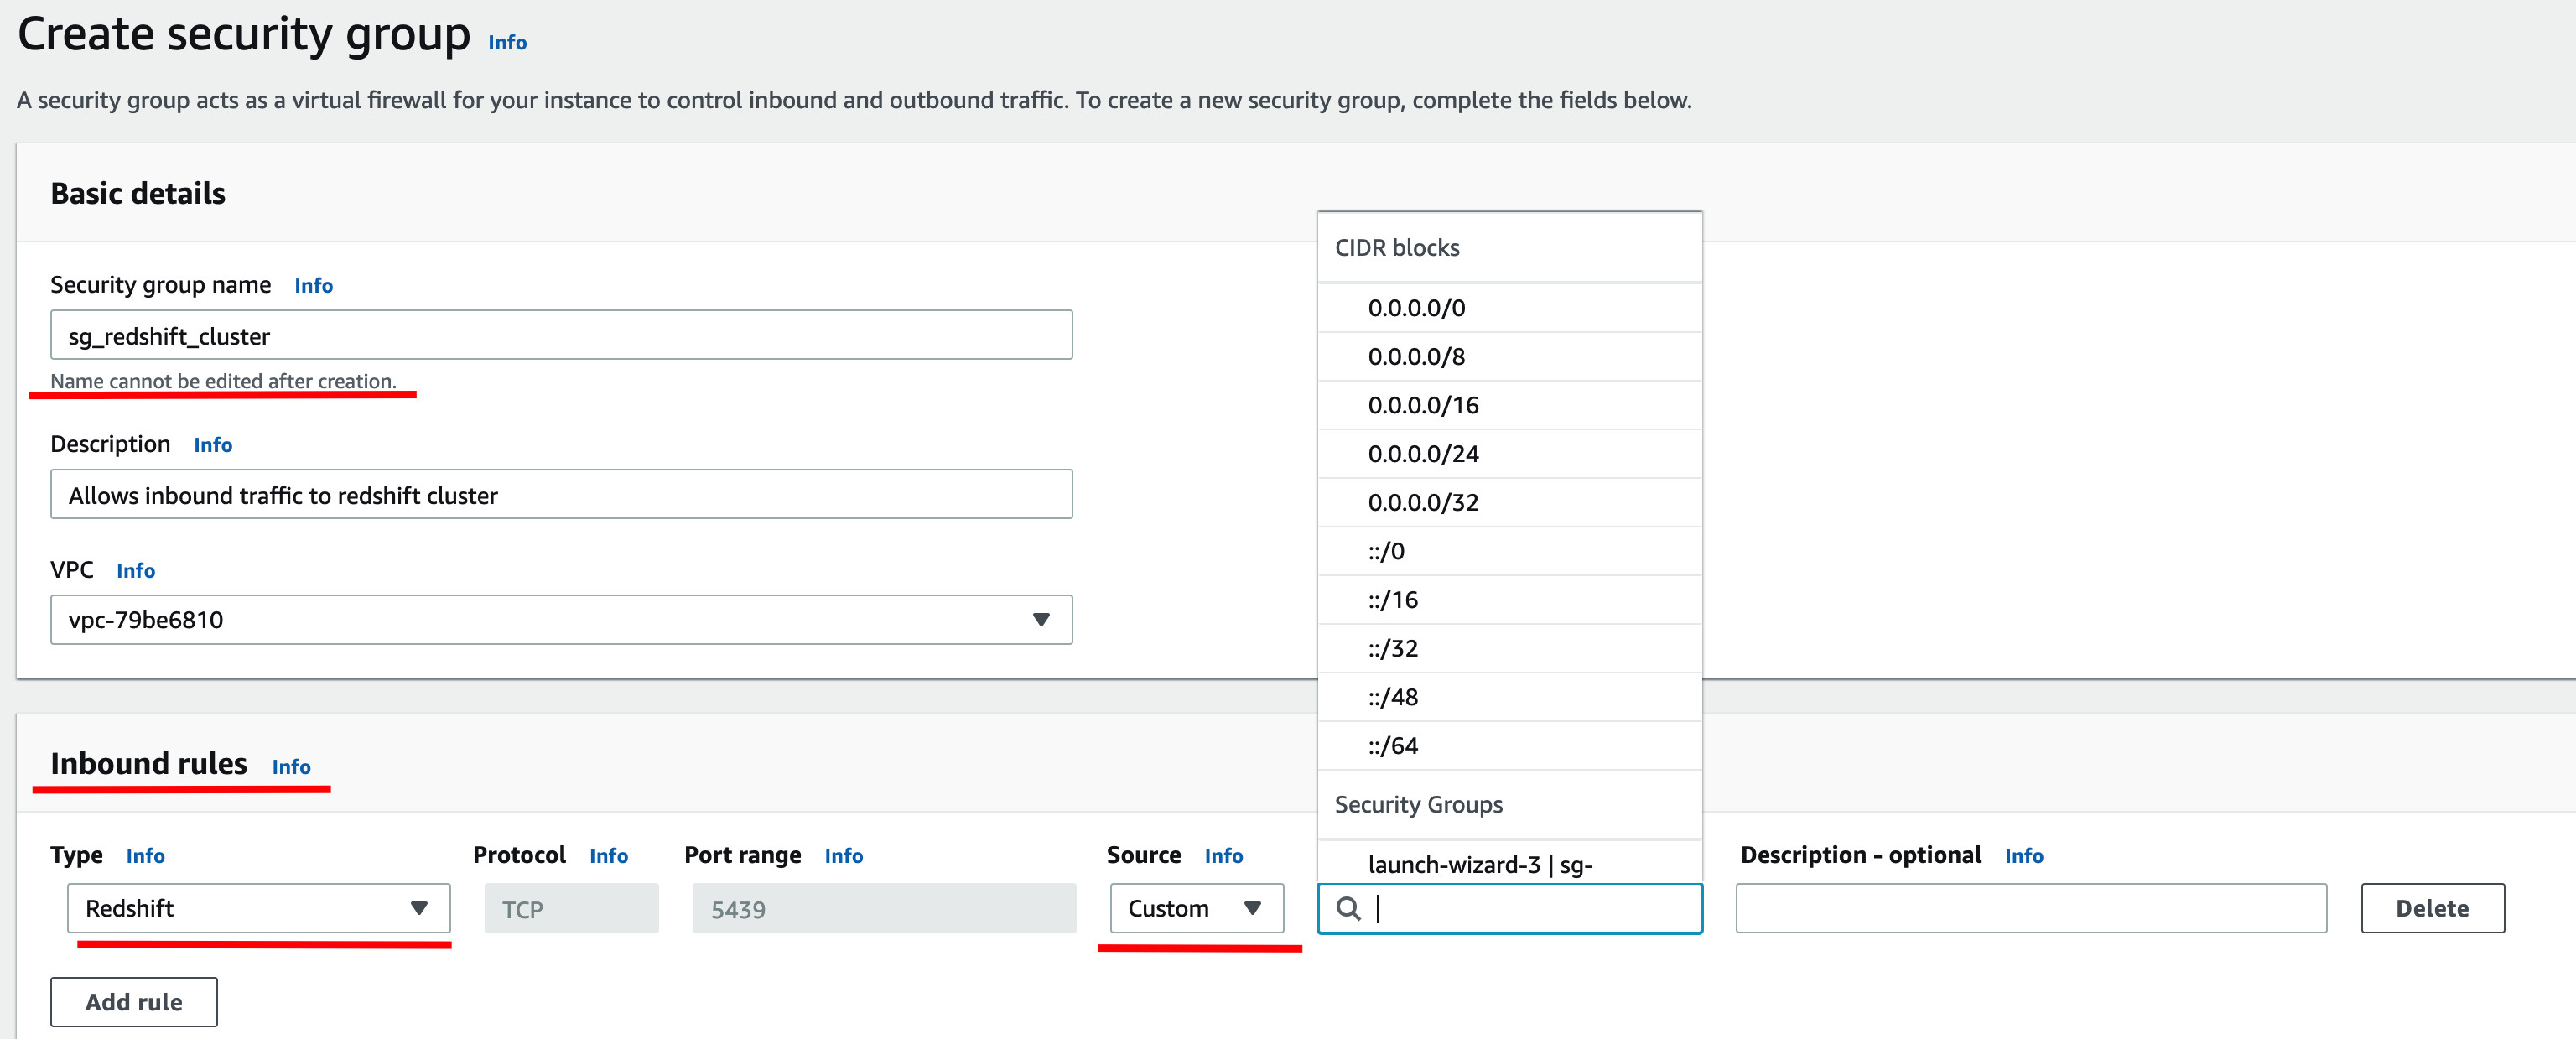 Create security group Info
A security group acts as a virtual firewall for your instance to control inbound and outbound traffic. To create a new security group, complete the fields below.
Basic details
Security group name Info
sg_redshift_cluster
Name cannot be edited after creation.
Description Info
Allows inbound traffic to redshift cluster
VPC Info
vpc-79be6810
CIDR blocks
0.0.0.0/0
0.0.0.0/8
0.0.0.0/16
0.0.0.0/24
0.0.0.0/32
::/0
::/16
::/32
::/48
::/64
Security Groups
launch-wizard-3 | sg-
Inbound rules Info
Type Info Protocol Info Port range Info Source Info Description - optional Info
Redshift TCP 5439 Custom Delete
Add rule